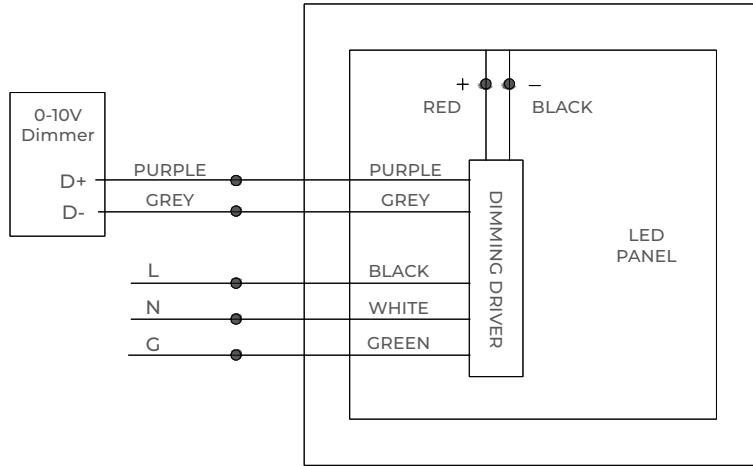 + −
RED BLACK
0-10V
Dimmer
D+ PURPLE PURPLE
D- GREY GREY
DIMMING DRIVER
LED
PANEL
L BLACK
N WHITE
G GREEN